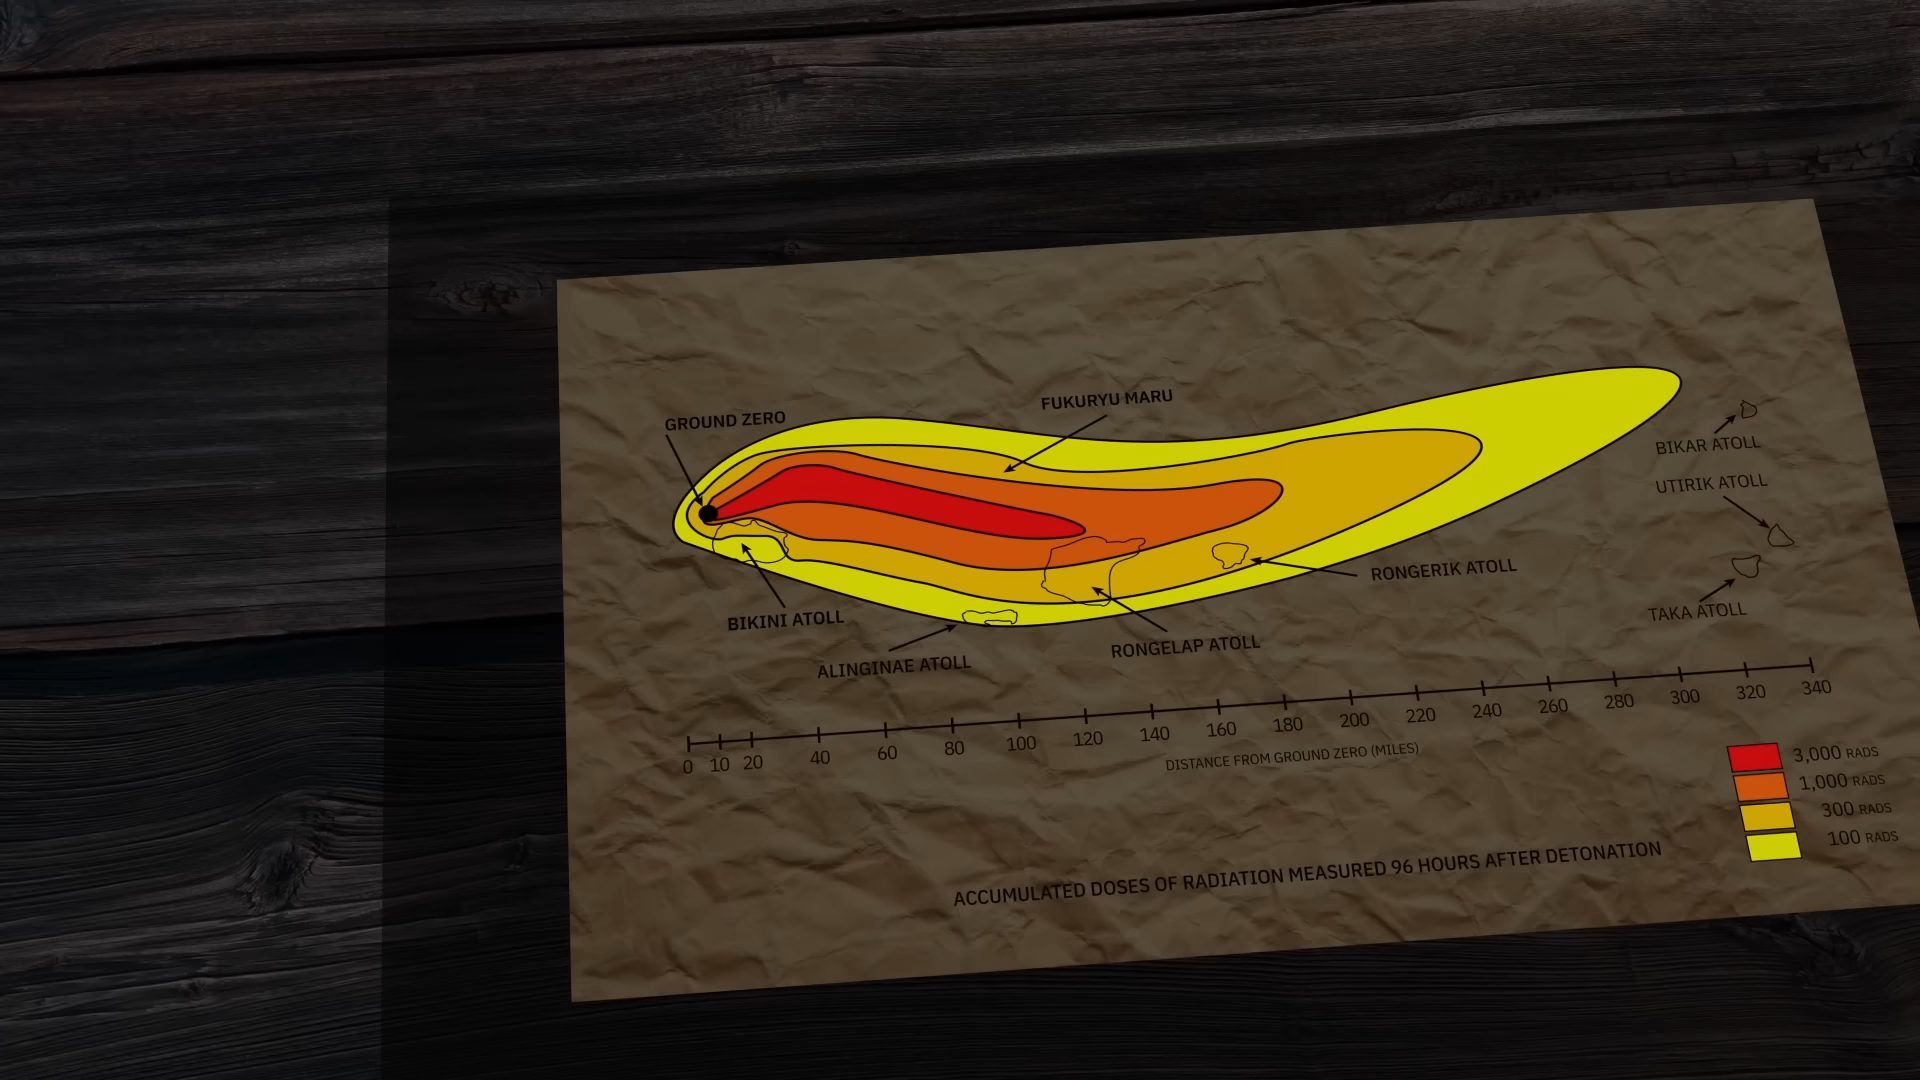 FUKURYU MARU
GROUND ZERO
BIKAR ATOLL
UTIRIK ATOLL
RONGERIK ATOLL
TAKA ATOLL
BIKINI ATOLL
RONGELAP ATOLL
ALINGINAE ATOLL
0 10 20 40 60 80 100 120 140 160 180 200 220 240 260 280 300 320 340
DISTANCE FROM GROUND ZERO (MILES)
3,000 RADS
1,000 RADS
300 RADS
100 RADS
ACCUMULATED DOSES OF RADIATION MEASURED 96 HOURS AFTER DETONATION